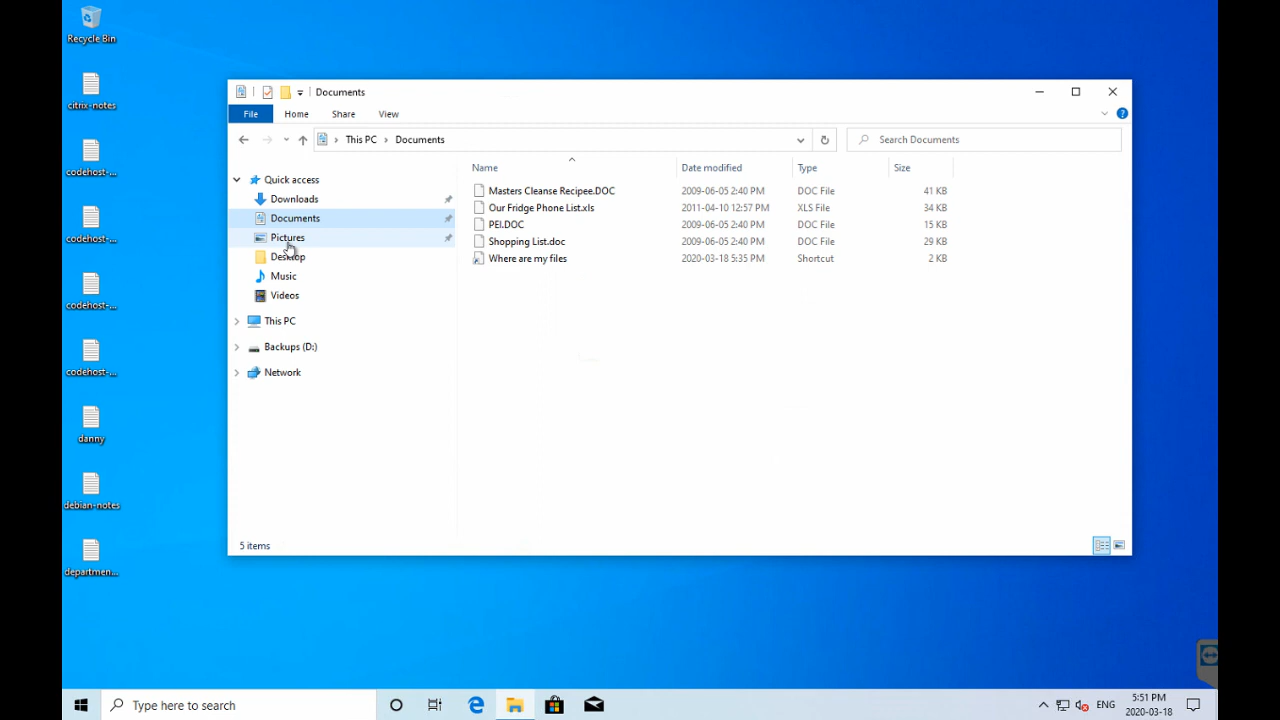 Recycle Bin
citrix-notes
codehost-...
codehost-...
codehost-...
codehost-...
danny
debian-notes
departmen...
Documents
File Home Share View
This PC > Documents
Search Documents
Quick access
Downloads
Documents
Pictures
Desktop
Music
Videos
This PC
Backups (D:)
Network
Name Date modified Type Size
Masters Cleanse Recipee.DOC 2009-06-05 2:40 PM DOC File 41 KB
Our Fridge Phone List.xls 2011-04-10 12:57 PM XLS File 34 KB
PEI.DOC 2009-06-05 2:40 PM DOC File 15 KB
Shopping List.doc 2009-06-05 2:40 PM DOC File 29 KB
Where are my files 2020-03-18 5:35 PM Shortcut 2 KB
5 items
Type here to search
ENG
5:51 PM
2020-03-18